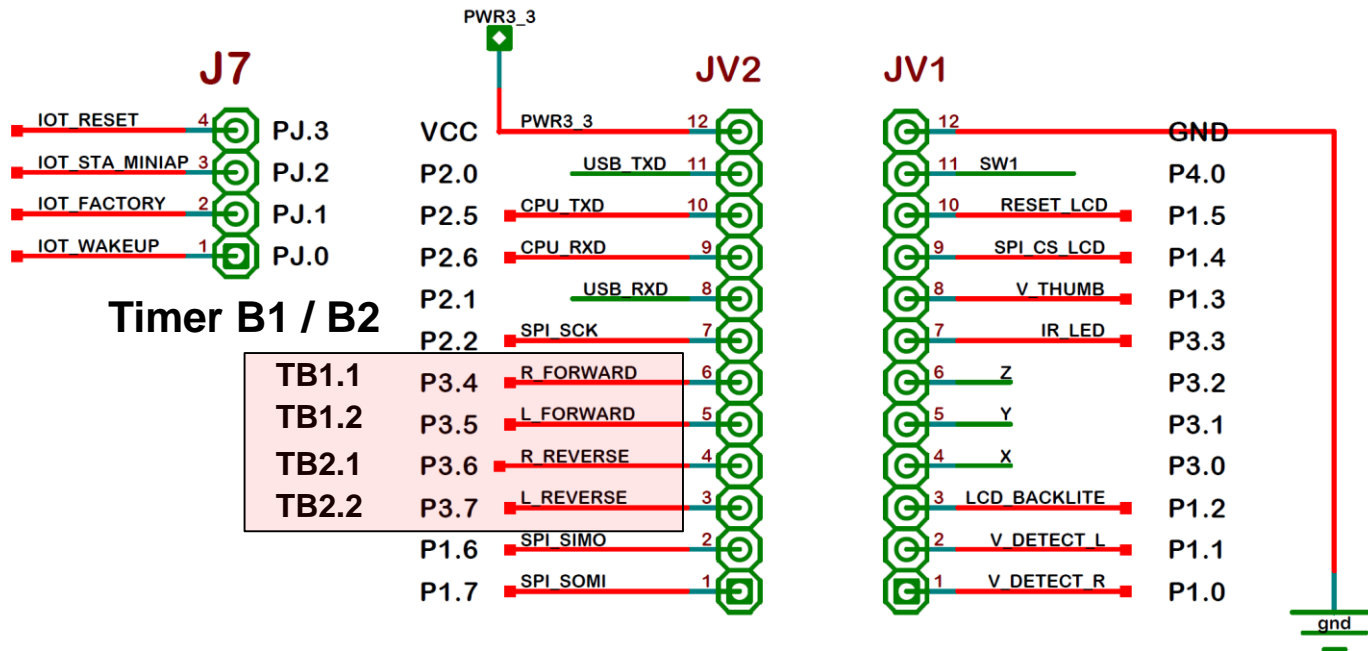 PWR3_3
J7
JV2
JV1
IOT_RESET 4 PJ.3
IOT_STA_MINIAP 3 PJ.2
IOT_FACTORY 2 PJ.1
IOT_WAKEUP 1 PJ.0
Timer B1 / B2
VCC PWR3_3 12
P2.0 USB_TXD 11
P2.5 CPU_TXD 10
P2.6 CPU_RXD 9
P2.1 USB_RXD 8
P2.2 SPI_SCK 7
TB1.1 P3.4 R_FORWARD 6
TB1.2 P3.5 L_FORWARD 5
TB2.1 P3.6 R_REVERSE 4
TB2.2 P3.7 L_REVERSE 3
P1.6 SPI_SIMO 2
P1.7 SPI_SOMI 1
12 GND
11 SW1 P4.0
10 RESET_LCD P1.5
9 SPI_CS_LCD P1.4
8 V_THUMB P1.3
7 IR_LED P3.3
6 Z P3.2
5 Y P3.1
4 X P3.0
3 LCD_BACKLITE P1.2
2 V_DETECT_L P1.1
1 V_DETECT_R P1.0
gnd